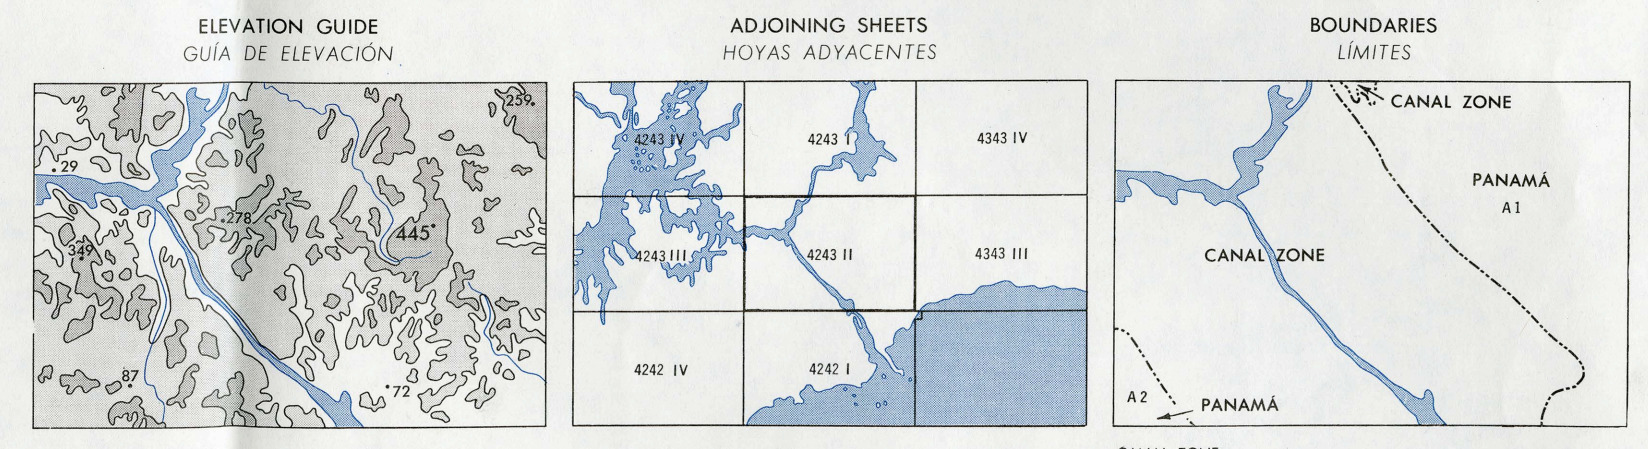 ELEVATION GUIDE
GUÍA DE ELEVACIÓN
259
29
278
445
349
87
72
ADJOINING SHEETS
HOYAS ADYACENTES
4243 IV
4243 I
4343 IV
4243 III
4243 II
4343 III
4242 IV
4242 I
BOUNDARIES
LÍMITES
CANAL ZONE
PANAMÁ
A1
CANAL ZONE
A2
PANAMÁ